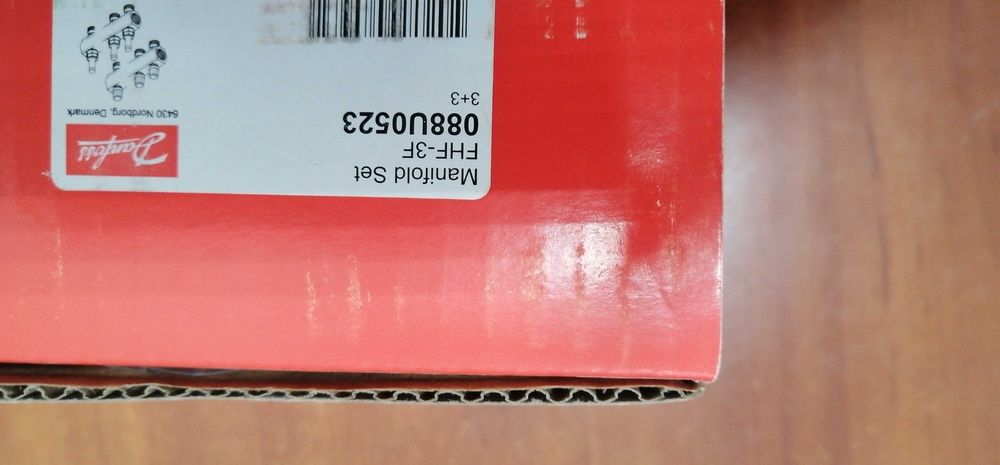 Manifold Set
FHF-3F
088U0523
3+3
Danfoss
6430 Nordborg, Denmark